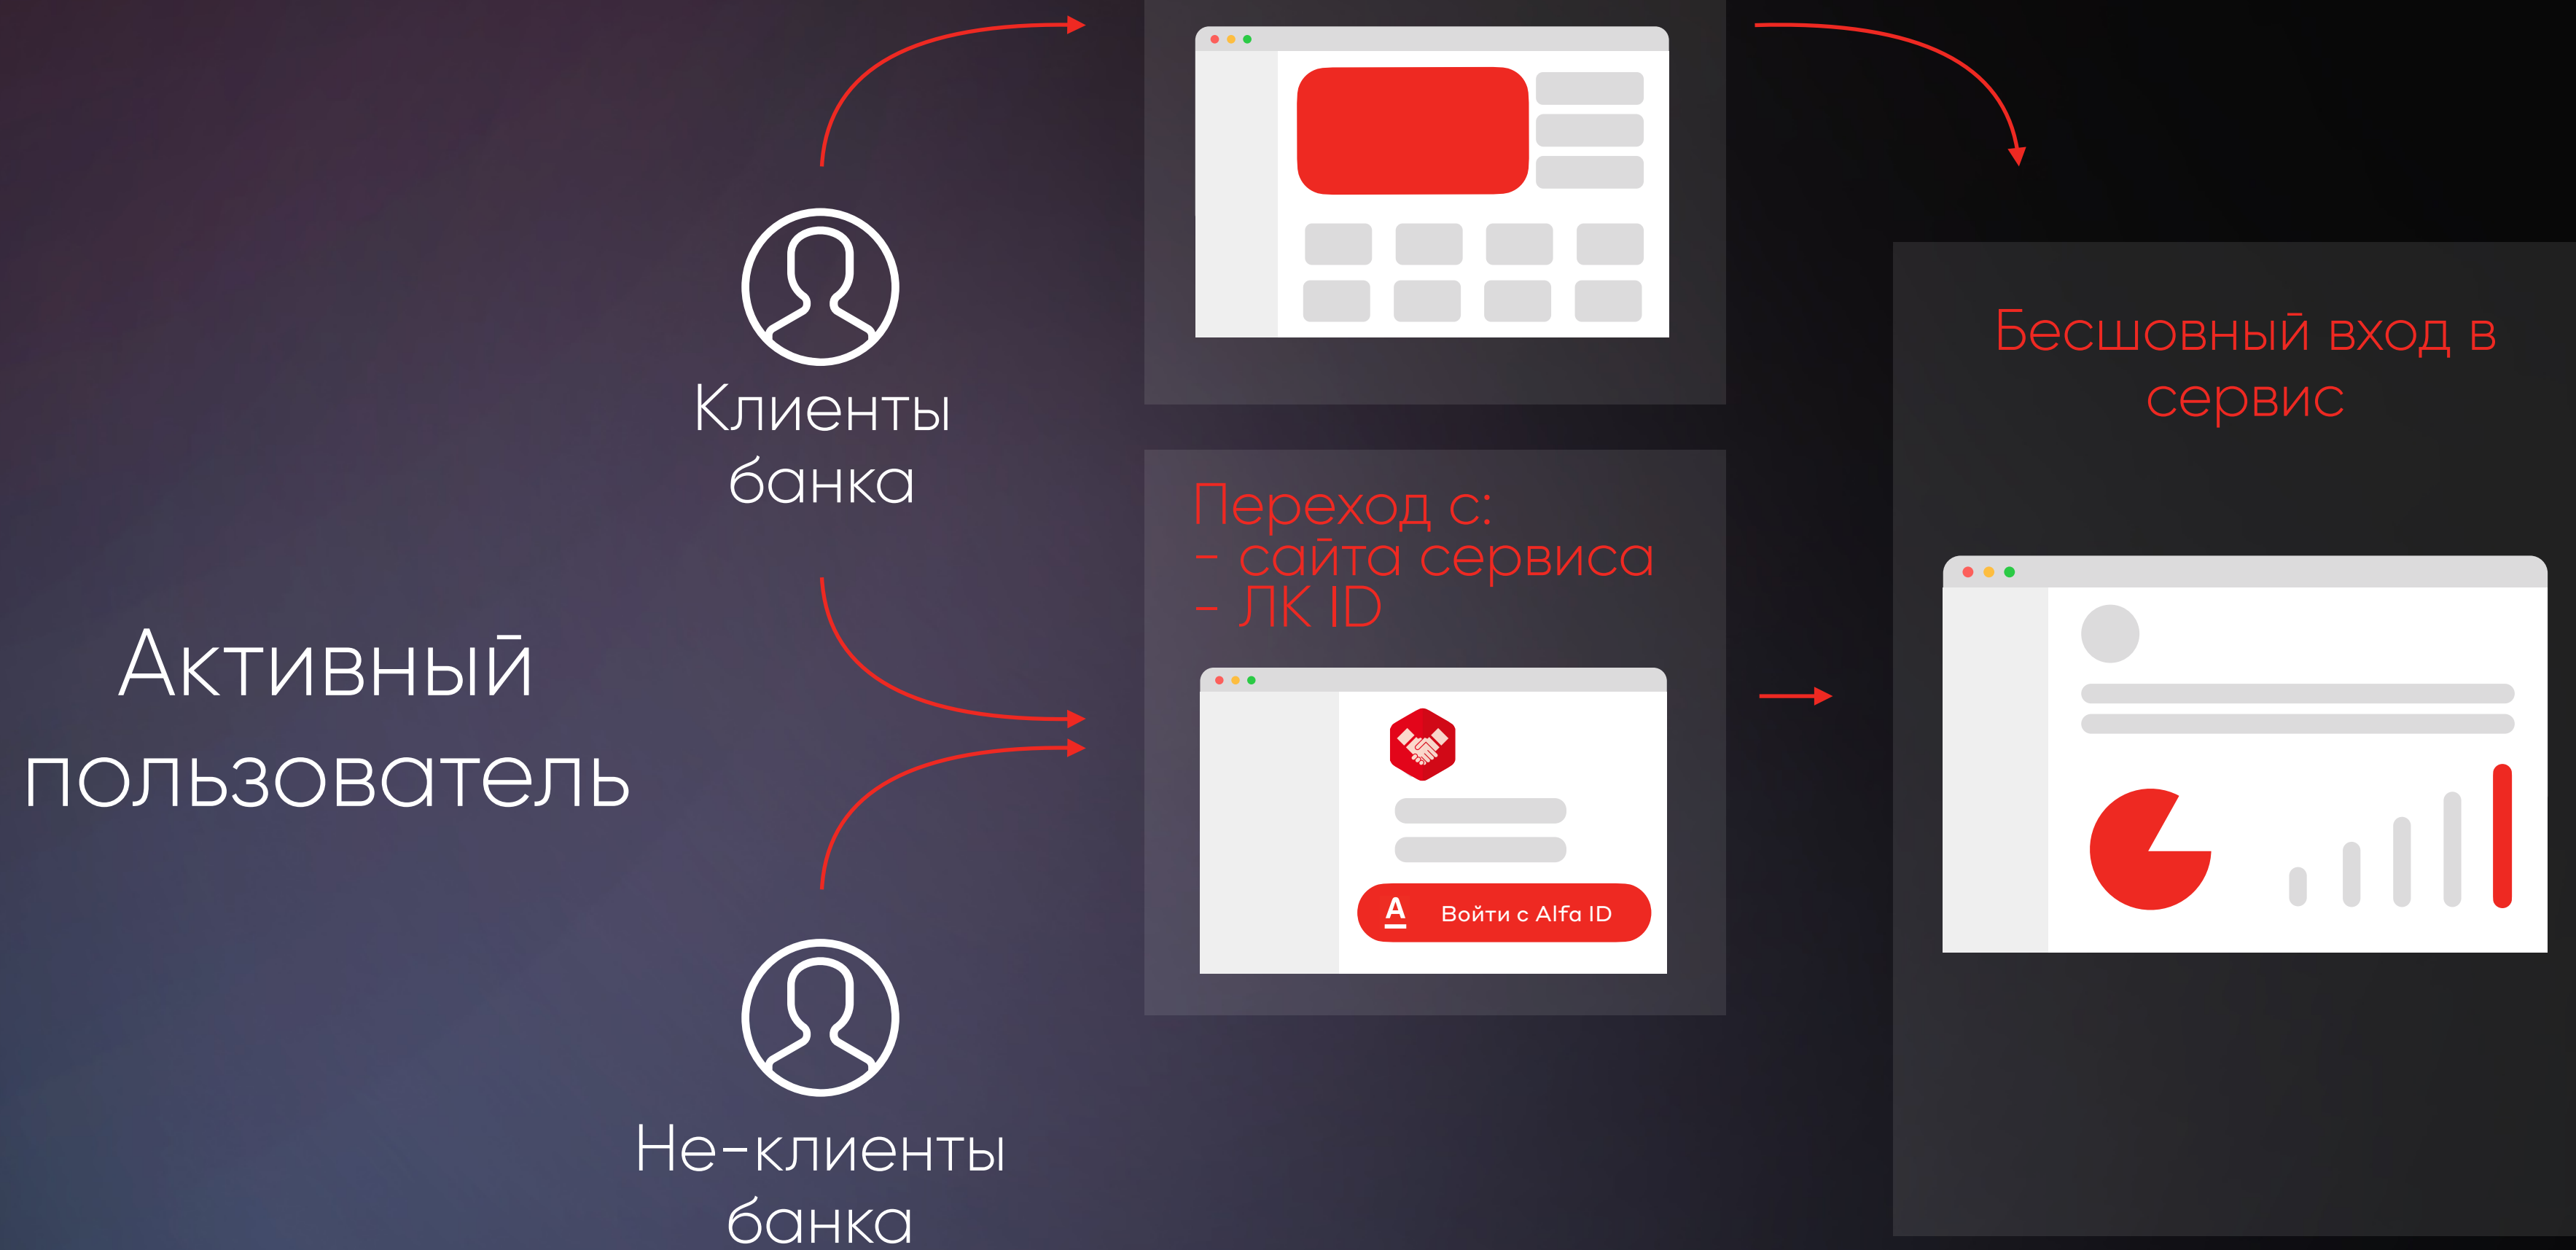 Активный
пользователь
Клиенты
банка
Не-клиенты
банка
Переход с:
- сайта сервиса
- ЛК ID
A Войти с Alfa ID
Бесшовный вход в
сервис